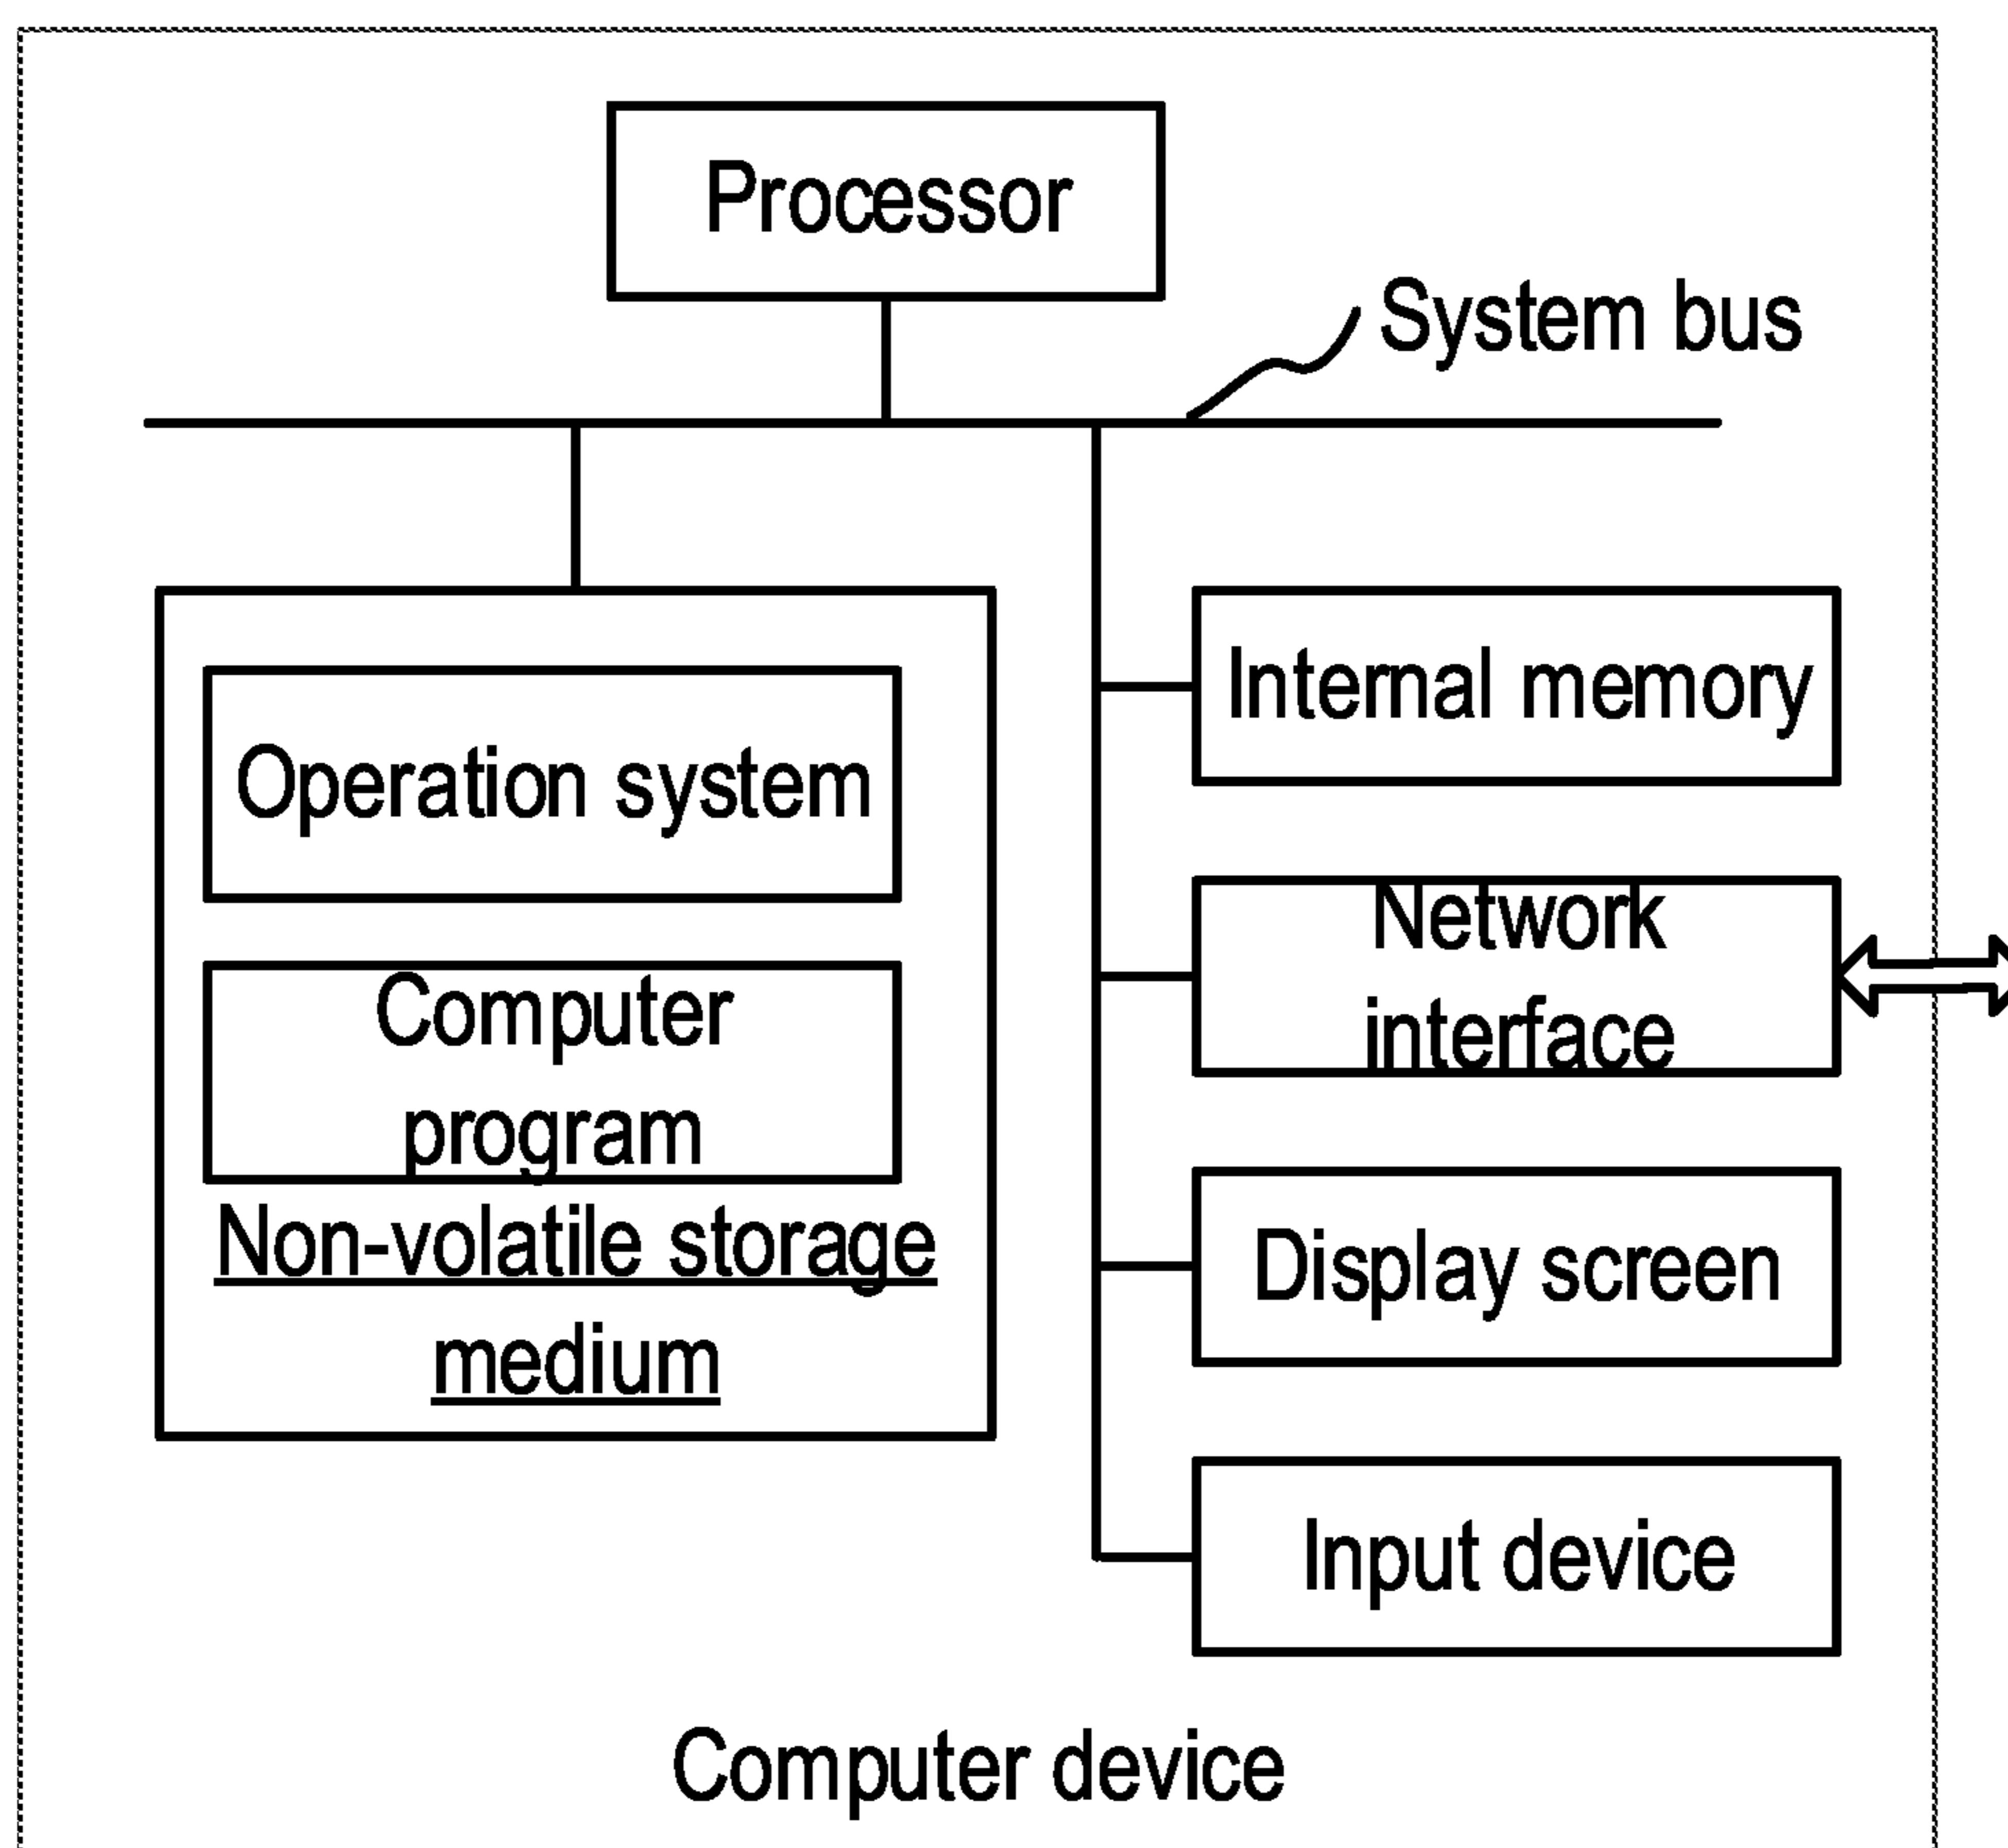 Processor
System bus
Operation system
Computer
program
Non-volatile storage
medium
Internal memory
Network
interface
Display screen
Input device
Computer device